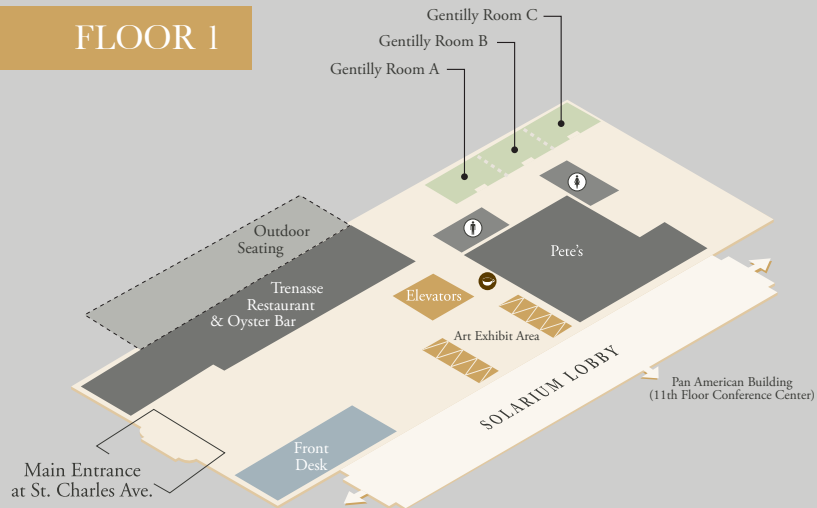 FLOOR 1
Gentilly Room C
Gentilly Room B
Gentilly Room A
Outdoor
Seating
Pete's
Trenasse
Restaurant
& Oyster Bar
Elevators
Art Exhibit Area
SOLARIUM LOBBY
Pan American Building
(11th Floor Conference Center)
Front
Desk
Main Entrance
at St. Charles Ave.